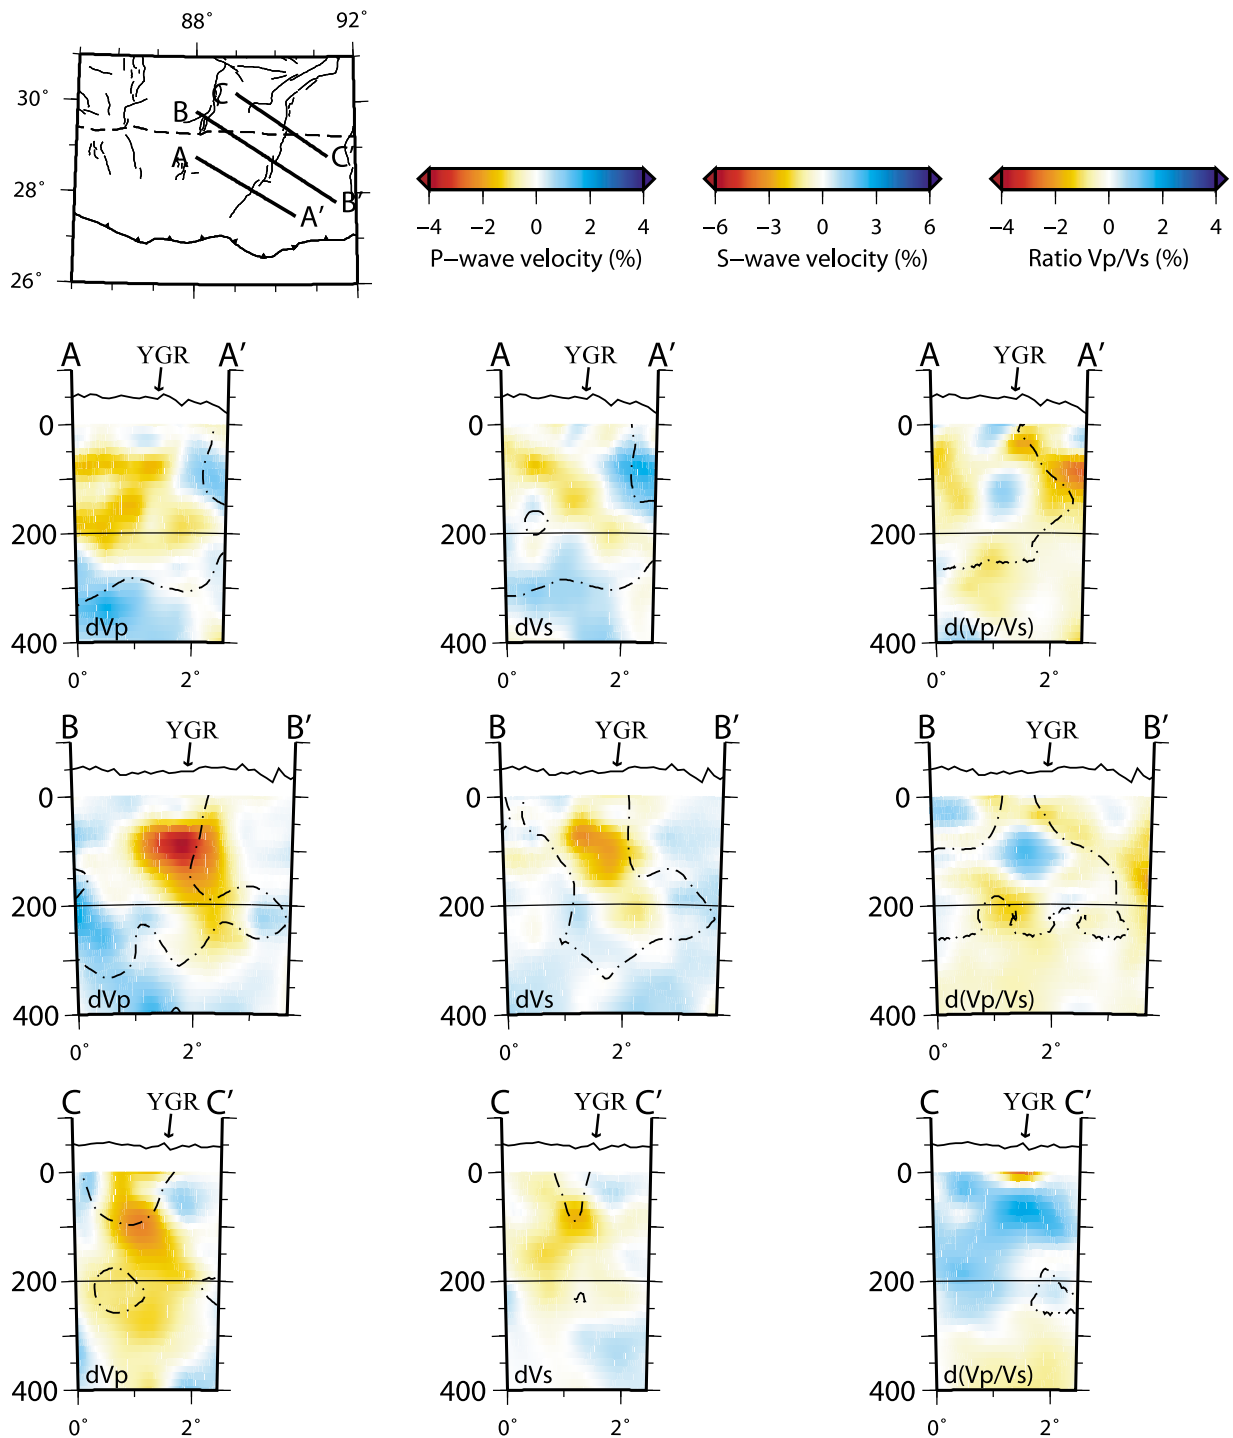 88° 92°
30°
28°
26°
C
B
A
C'
B'
A'
−4 −2 0 2 4
P−wave velocity (%)
−6 −3 0 3 6
S−wave velocity (%)
−4 −2 0 2 4
Ratio Vp/Vs (%)
A YGR A'
0
200
400
dVp
0° 2°
A YGR A'
0
200
400
dVs
0° 2°
A YGR A'
0
200
400
d(Vp/Vs)
0° 2°
B YGR B'
0
200
400
dVp
0° 2°
B YGR B'
0
200
400
dVs
0° 2°
B YGR B'
0
200
400
d(Vp/Vs)
0° 2°
C YGR C'
0
200
400
dVp
0° 2°
C YGR C'
0
200
400
dVs
0° 2°
C YGR C'
0
200
400
d(Vp/Vs)
0° 2°